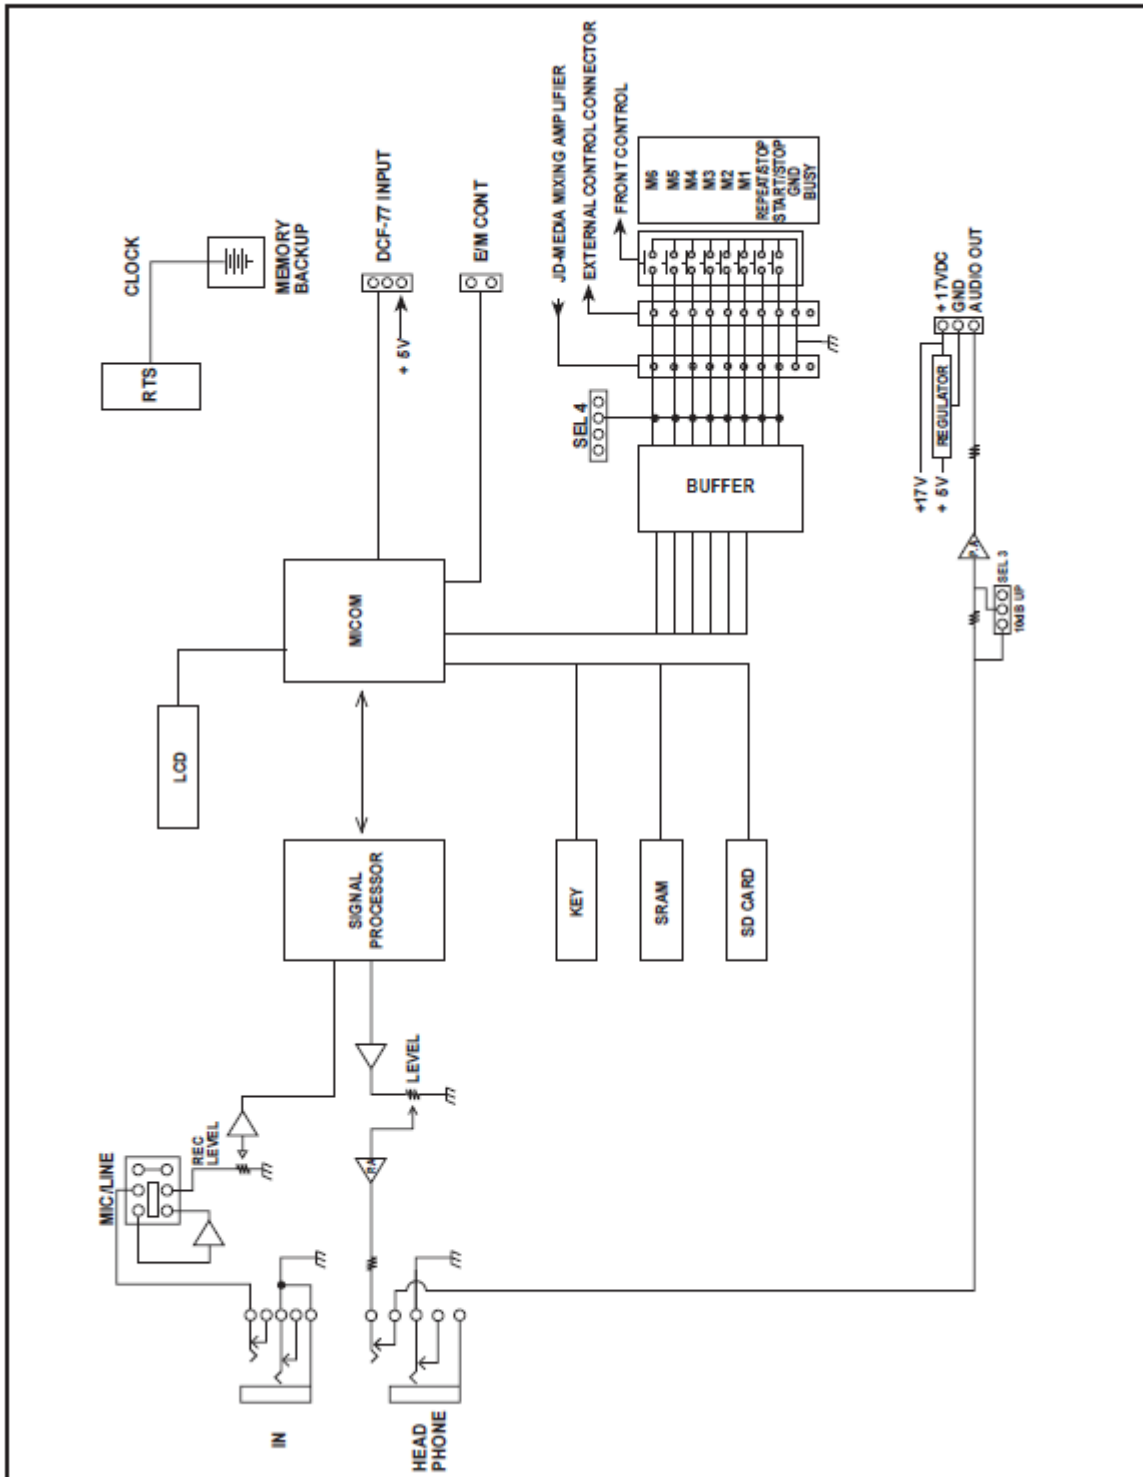 CLOCK
RTS
MEMORY
BACKUP
DCF-77 INPUT
+ 5V
E/M CONT
JD-MEDIA MIXING AMPLIFIER
EXTERNAL CONTROL CONNECTOR
FRONT CONTROL
M6
M5
M4
M3
M2
M1
REPEAT/STOP
START/STOP
GND
BUSY
SEL 4
BUFFER
MICOM
LCD
SIGNAL
PROCESSOR
KEY
SRAM
SD CARD
MIC/LINE
REC
LEVEL
LEVEL
P.A
IN
HEAD
PHONE
+17V
+ 5V
REGULATOR
+ 17VDC
GND
AUDIO OUT
P.A
SEL 3
10dB UP